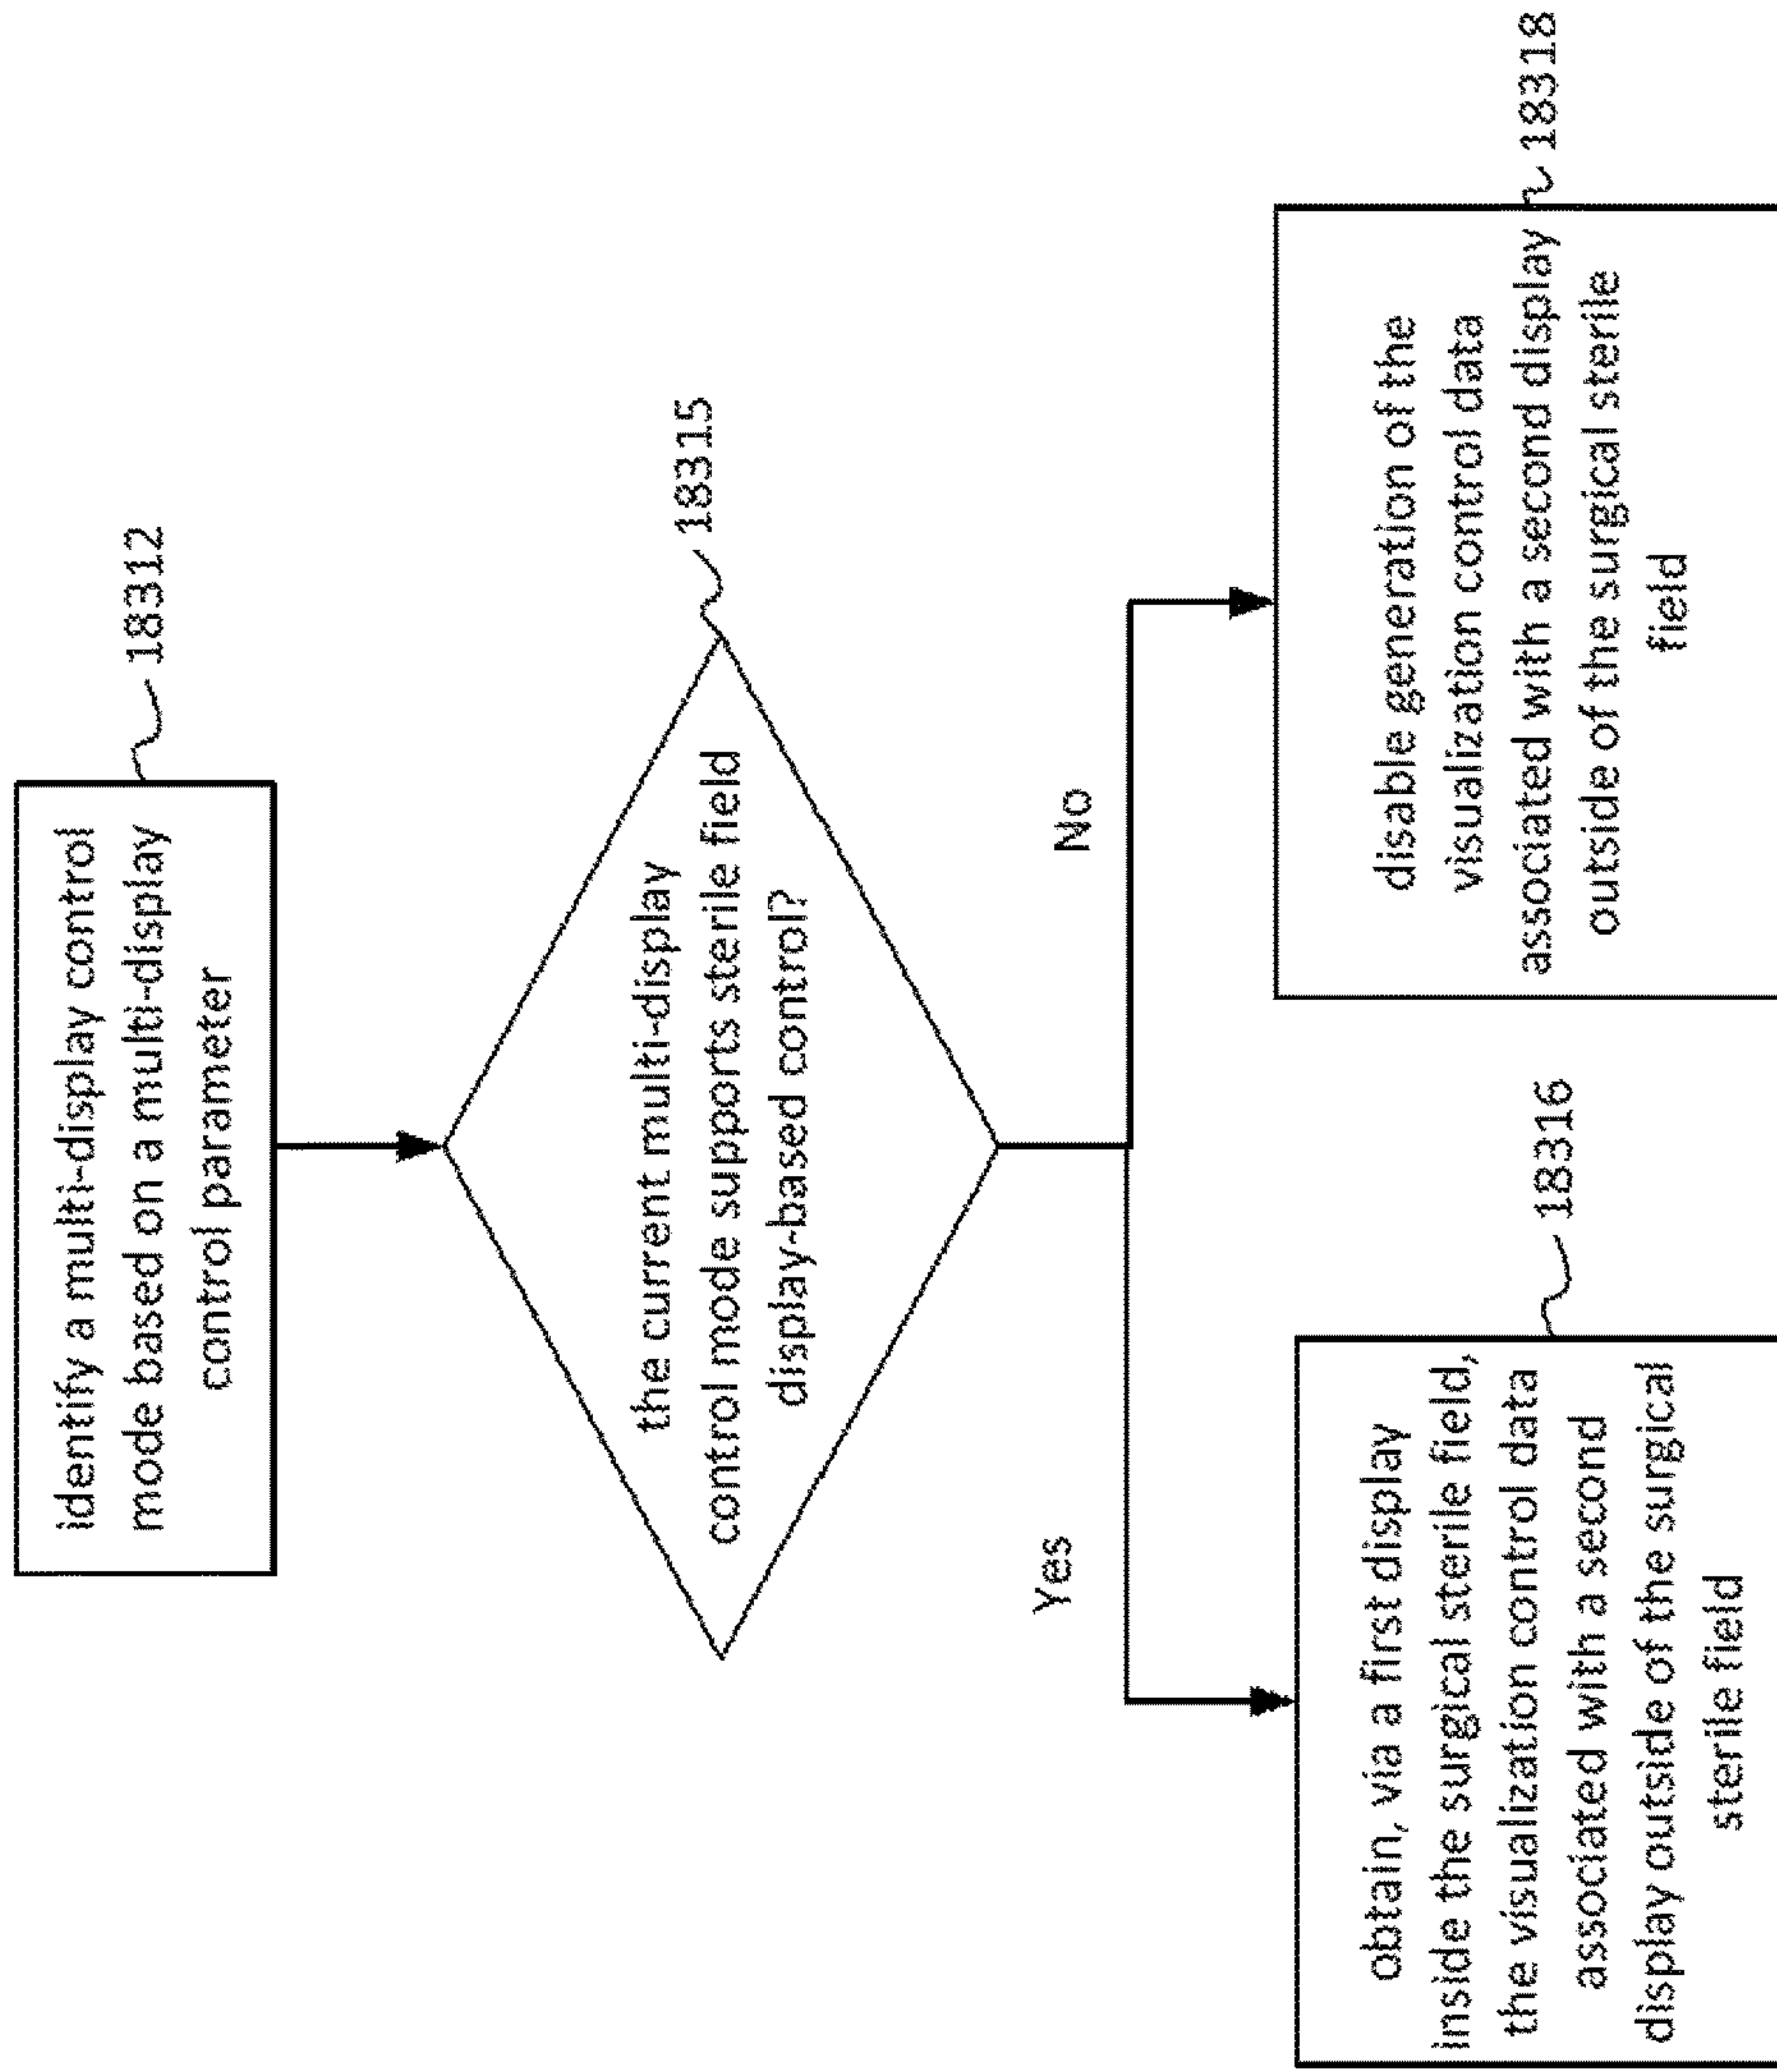 identify a multi-display control
mode based on a multi-display
control parameter
18312
the current multi-display
control mode supports sterile field
display-based control?
18315
Yes
No
obtain, via a first display
inside the surgical sterile field,
the visualization control data
associated with a second
display outside of the surgical
sterile field
18316
disable generation of the
visualization control data
associated with a second display
outside of the surgical sterile
field
18318